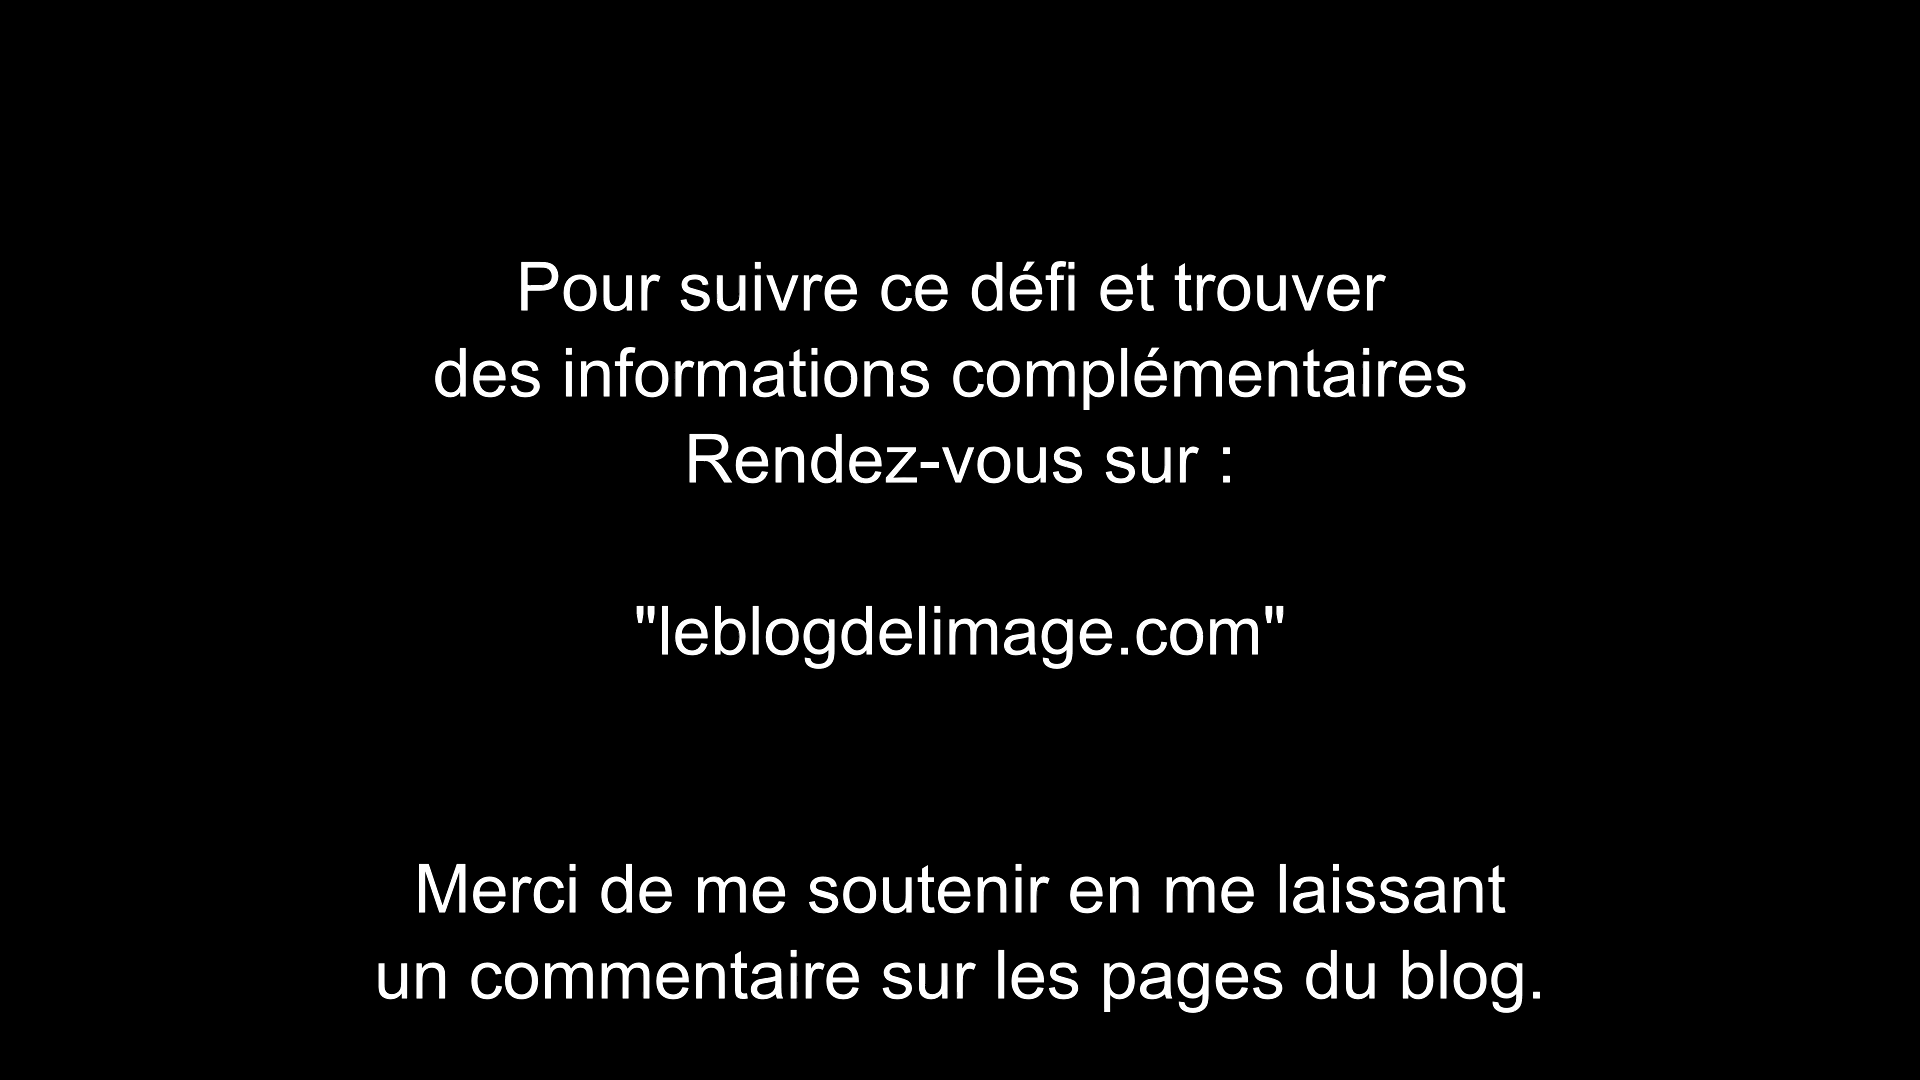 Pour suivre ce défi et trouver
des informations complémentaires
Rendez-vous sur :
"leblogdelimage.com"
Merci de me soutenir en me laissant
un commentaire sur les pages du blog.